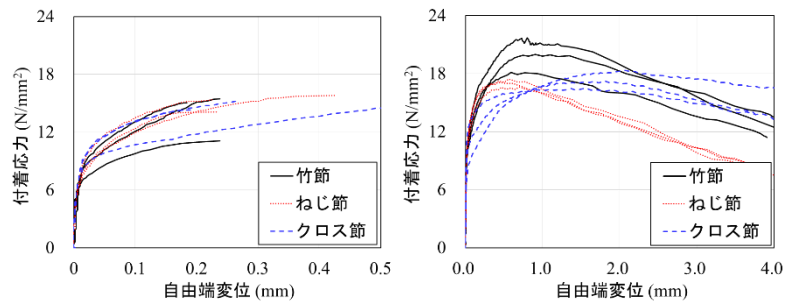 24
18
12
6
0
付着応力 (N/mm²)
0
0.1
0.2
0.3
0.4
0.5
自由端変位 (mm)
竹節
ねじ節
クロス節
24
18
12
6
0
付着応力 (N/mm²)
0.0
1.0
2.0
3.0
4.0
自由端変位 (mm)
竹節
ねじ節
クロス節